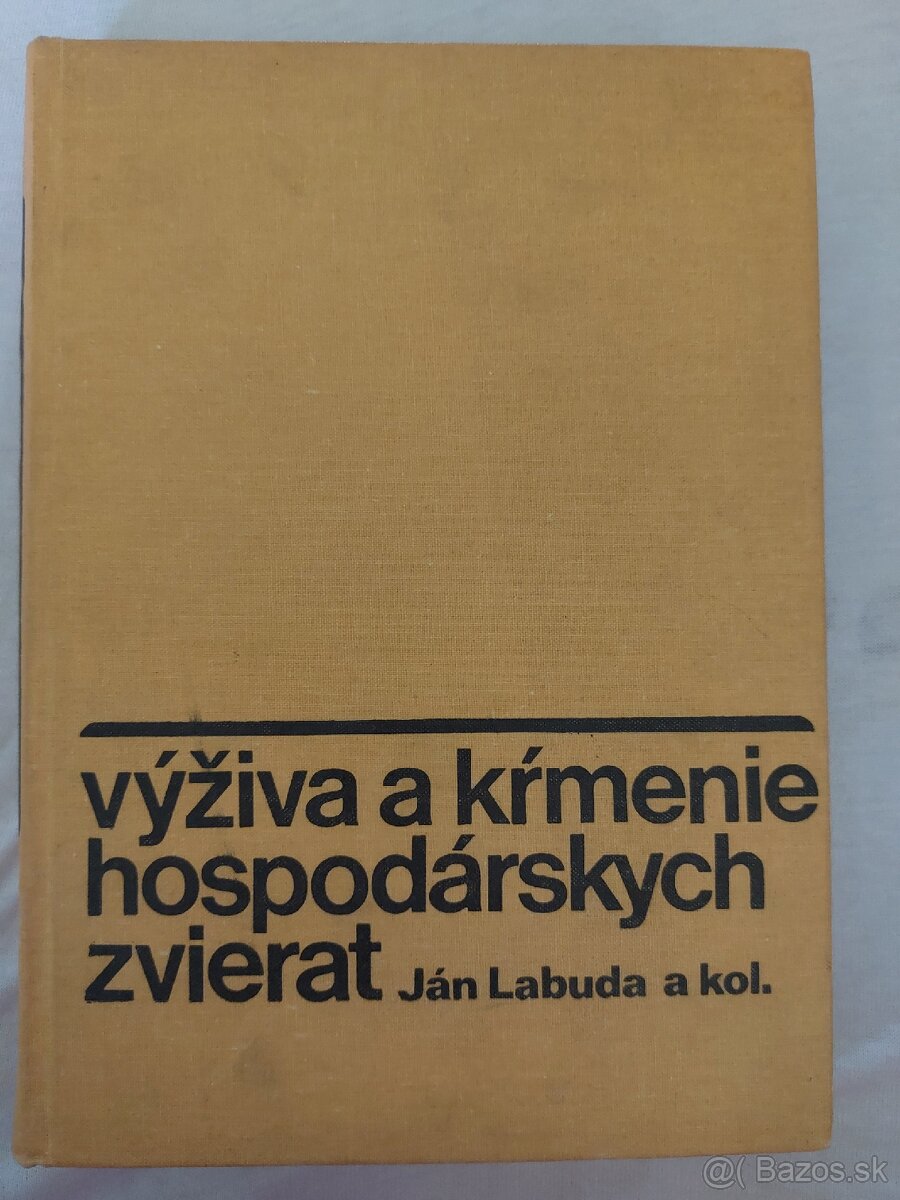 výživa a kŕmenie
hospodárskych
zvierat Ján Labuda a kol.
@( Bazos.sk